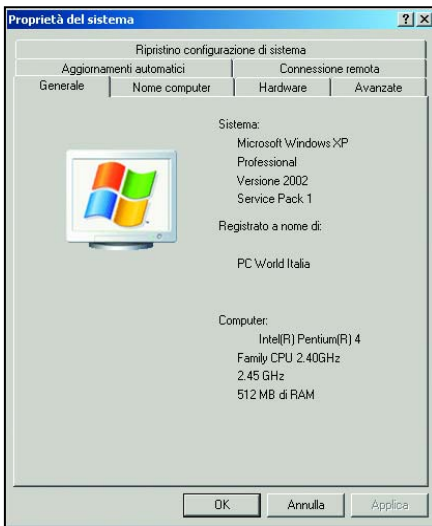 Proprietà del sistema
Ripristino configurazione di sistema
Aggiornamenti automatici
Connessione remota
Generale
Nome computer
Hardware
Avanzate
Sistema:
Microsoft Windows XP
Professional
Versione 2002
Service Pack 1
Registrato a nome di:
PC World Italia
Computer:
Intel(R) Pentium(R) 4
Family CPU 2.40GHz
2.45 GHz
512 MB di RAM
OK
Annulla
Applica